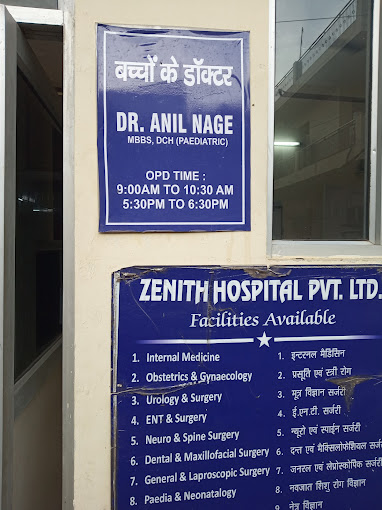 बच्चों के डॉक्टर
DR. ANIL NAGE
MBBS, DCH (PAEDIATRIC)
OPD TIME :
9:00AM TO 10:30 AM
5:30PM TO 6:30PM
ZENITH HOSPITAL PVT. LTD.
Facilities Available
1. Internal Medicine
2. Obstetrics & Gynaecology
3. Urology & Surgery
4. ENT & Surgery
5. Neuro & Spine Surgery
6. Dental & Maxillofacial Surgery
7. General & Laproscopic Surgery
8. Paedia & Neonatalogy
1. इन्टरनल मैडिसिन
2. प्रसूति एवं स्त्री रोग
3. मूत्र विज्ञान सर्जरी
4. ई.एन.टी. सर्जरी
5. न्यूरो एवं स्पाईन सर्जरी
6. दन्त एवं मैक्सिलोफेशियल सर्जरी
7. जनरल एवं लेप्रोस्कोपिक सर्जरी
8. नवजात शिशु रोग विज्ञान
9. नेत्र विज्ञान